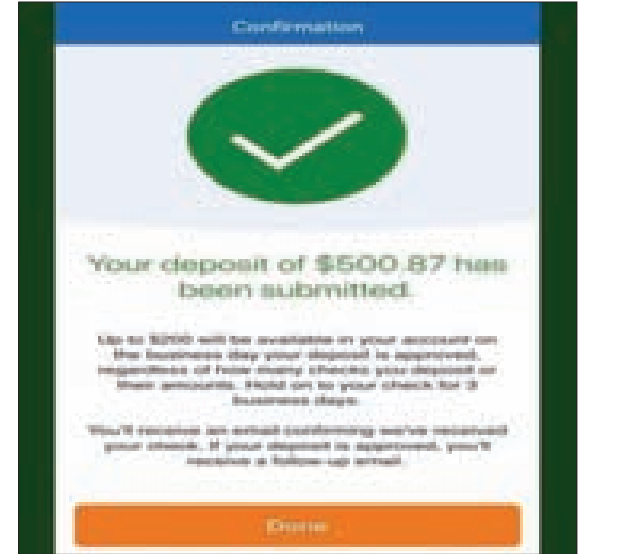 Confirmation
Your deposit of $500.87 has
been submitted.
Up to $200 will be available in your account on
the business day your deposit is approved,
regardless of how many checks you deposit or
their amounts. Hold on to your check for 3
business days.
You'll receive an email confirming we've received
your check. If your deposit is approved, you'll
receive a follow-up email.
Done